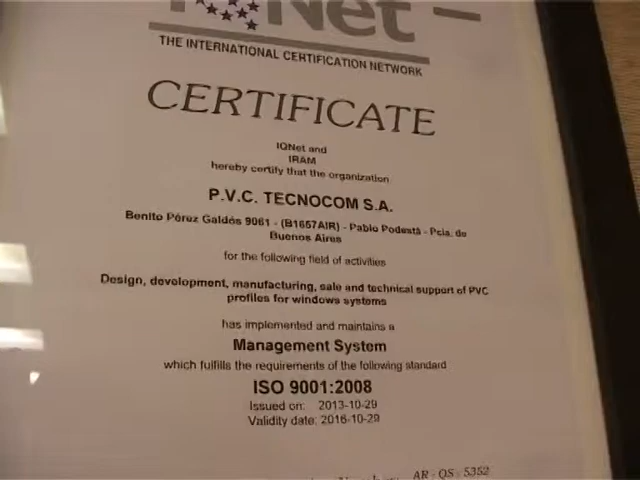 IQNet
THE INTERNATIONAL CERTIFICATION NETWORK
CERTIFICATE
IQNet and
IRAM
hereby certify that the organization
P.V.C. TECNOCOM S.A.
Benito Pérez Galdós 9061 - (B1657AIR) - Pablo Podestá - Pcia. de
Buenos Aires
for the following field of activities
Design, development, manufacturing, sale and technical support of PVC
profiles for windows systems
has implemented and maintains a
Management System
which fulfills the requirements of the following standard
ISO 9001:2008
Issued on: 2013-10-29
Validity date: 2016-10-29
AR - QS - 5352